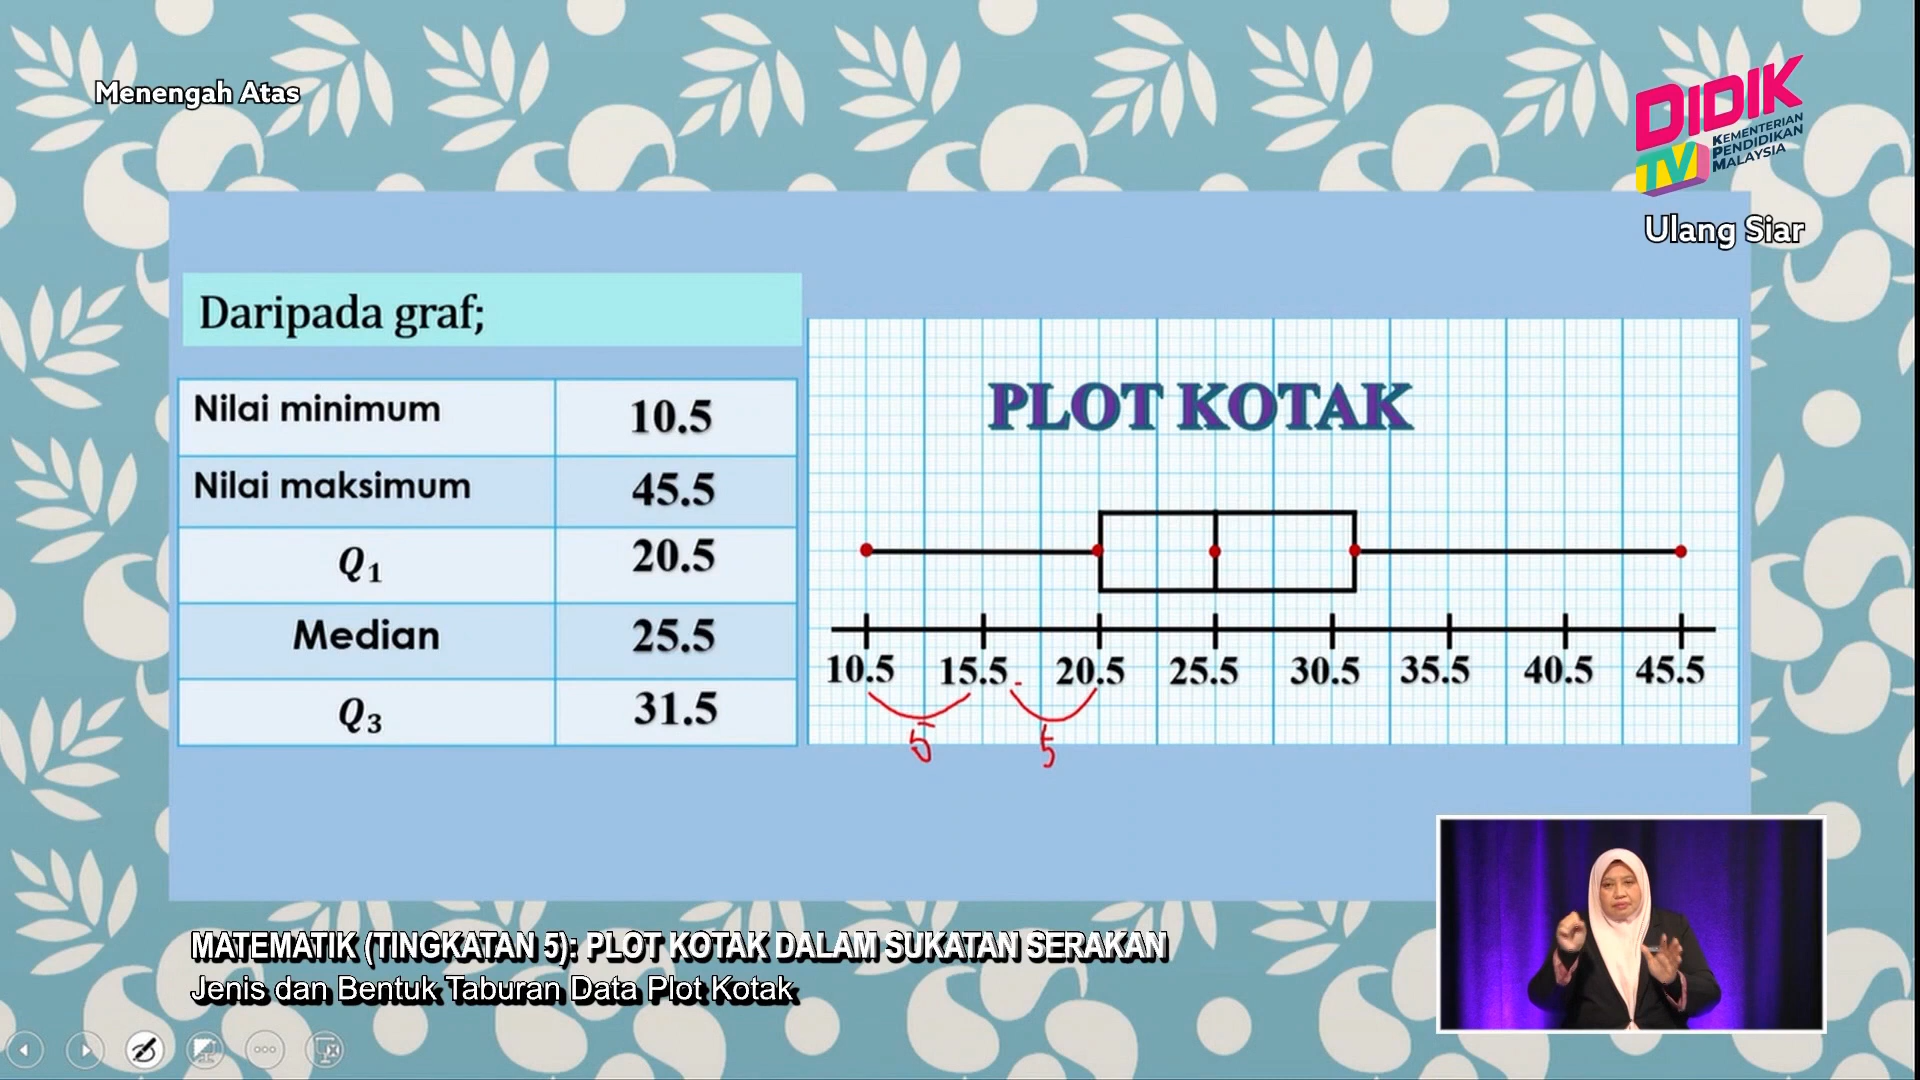 Menengah Atas
DIDIK
TV
KEMENTERIAN
PENDIDIKAN
MALAYSIA
Ulang Siar
Daripada graf;
Nilai minimum 10.5
Nilai maksimum 45.5
Q₁ 20.5
Median 25.5
Q₃ 31.5
PLOT KOTAK
10.5 15.5 20.5 25.5 30.5 35.5 40.5 45.5
5 5
MATEMATIK (TINGKATAN 5): PLOT KOTAK DALAM SUKATAN SERAKAN
Jenis dan Bentuk Taburan Data Plot Kotak